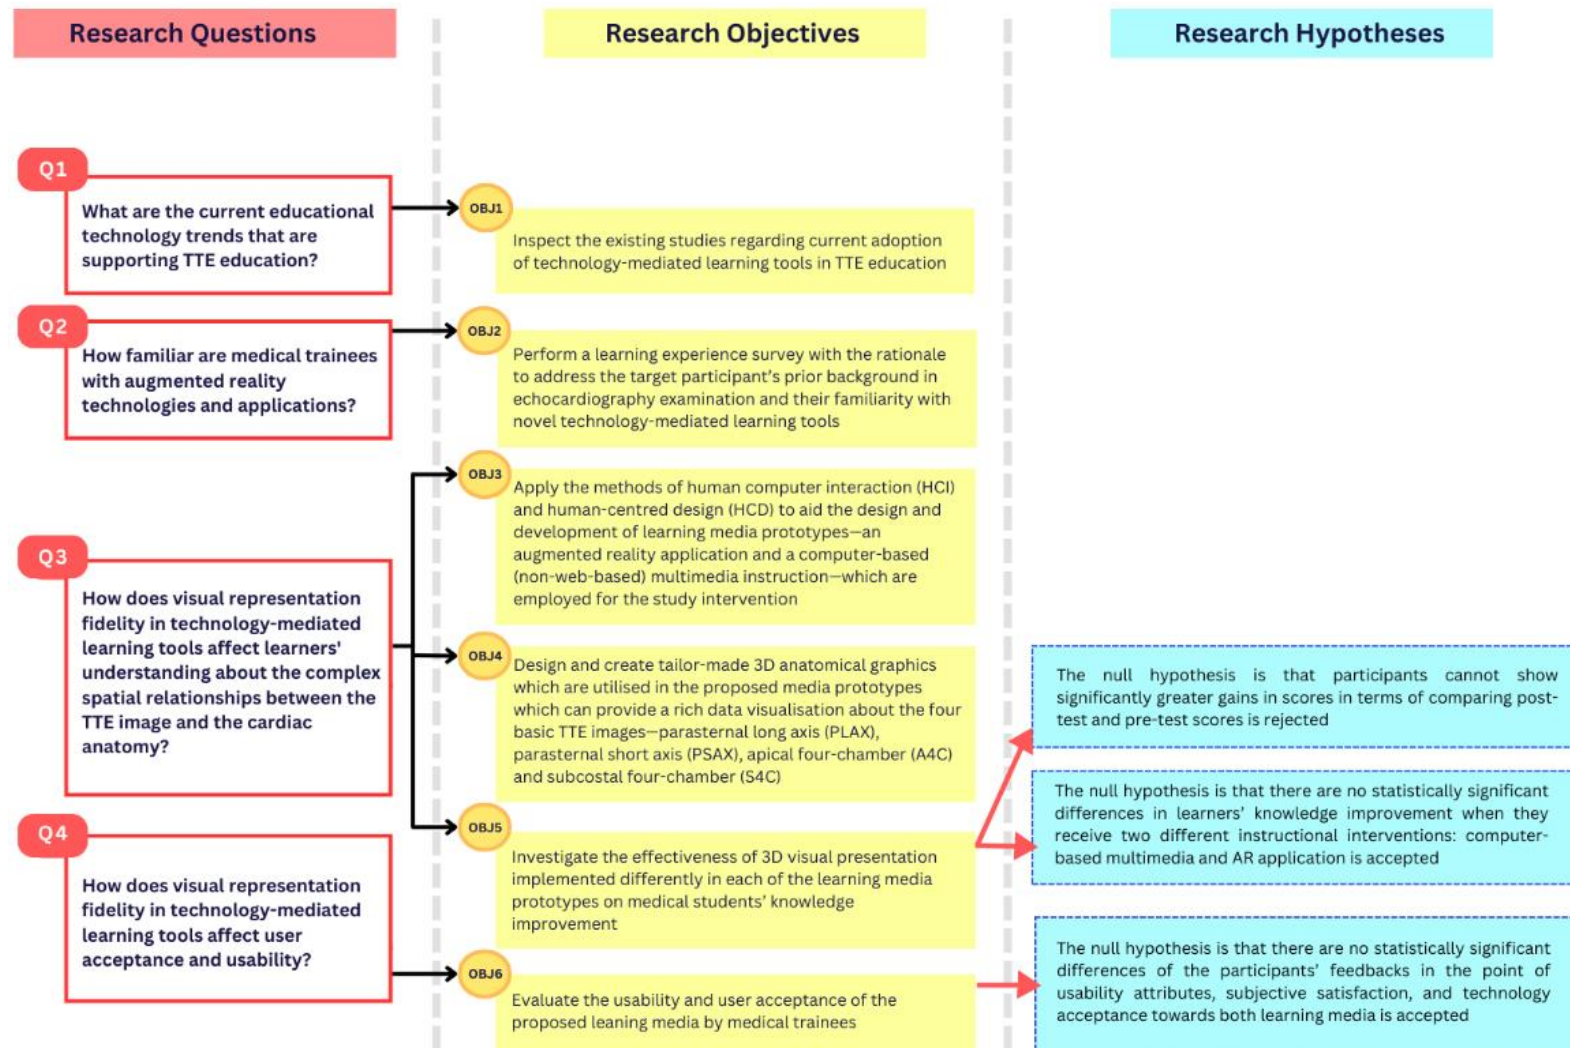 Research Questions
Research Objectives
Research Hypotheses
Q1
What are the current educational
technology trends that are
supporting TTE education?
OBJ1
Inspect the existing studies regarding current adoption
of technology-mediated learning tools in TTE education
Q2
How familiar are medical trainees
with augmented reality
technologies and applications?
OBJ2
Perform a learning experience survey with the rationale
to address the target participant's prior background in
echocardiography examination and their familiarity with
novel technology-mediated learning tools
Q3
How does visual representation
fidelity in technology-mediated
learning tools affect learners'
understanding about the complex
spatial relationships between the
TTE image and the cardiac
anatomy?
OBJ3
Apply the methods of human computer interaction (HCI)
and human-centred design (HCD) to aid the design and
development of learning media prototypes—an
augmented reality application and a computer-based
(non-web-based) multimedia instruction—which are
employed for the study intervention
OBJ4
Design and create tailor-made 3D anatomical graphics
which are utilised in the proposed media prototypes
which can provide a rich data visualisation about the four
basic TTE images—parasternal long axis (PLAX),
parasternal short axis (PSAX), apical four-chamber (A4C)
and subcostal four-chamber (S4C)
OBJ5
Investigate the effectiveness of 3D visual presentation
implemented differently in each of the learning media
prototypes on medical students' knowledge
improvement
The null hypothesis is that participants cannot show
significantly greater gains in scores in terms of comparing post-
test and pre-test scores is rejected
The null hypothesis is that there are no statistically significant
differences in learners' knowledge improvement when they
receive two different instructional interventions: computer-
based multimedia and AR application is accepted
Q4
How does visual representation
fidelity in technology-mediated
learning tools affect user
acceptance and usability?
OBJ6
Evaluate the usability and user acceptance of the
proposed leaning media by medical trainees
The null hypothesis is that there are no statistically significant
differences of the participants' feedbacks in the point of
usability attributes, subjective satisfaction, and technology
acceptance towards both learning media is accepted